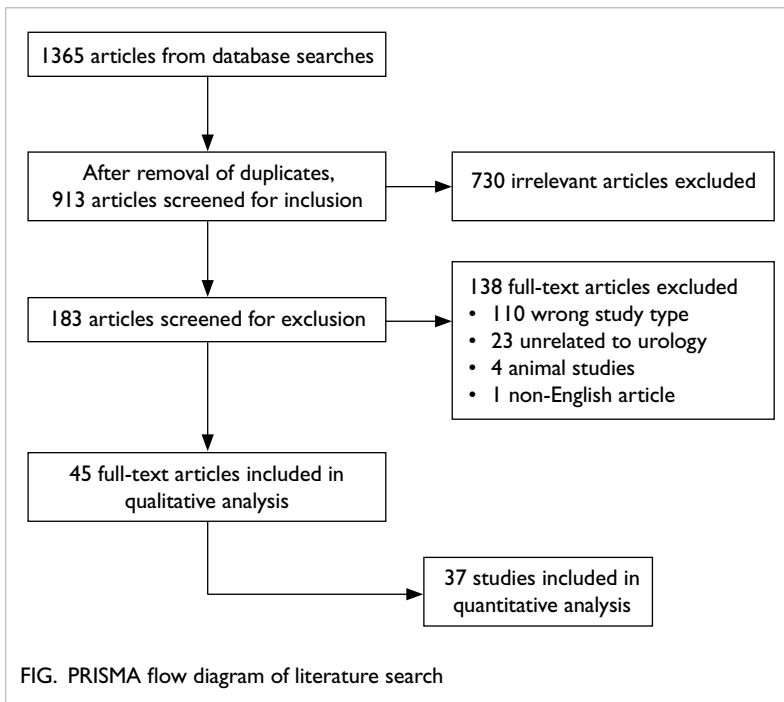 1365 articles from database searches
After removal of duplicates,
913 articles screened for inclusion
730 irrelevant articles excluded
183 articles screened for exclusion
138 full-text articles excluded
• 110 wrong study type
• 23 unrelated to urology
• 4 animal studies
• 1 non-English article
45 full-text articles included in
qualitative analysis
37 studies included in
quantitative analysis
FIG. PRISMA flow diagram of literature search